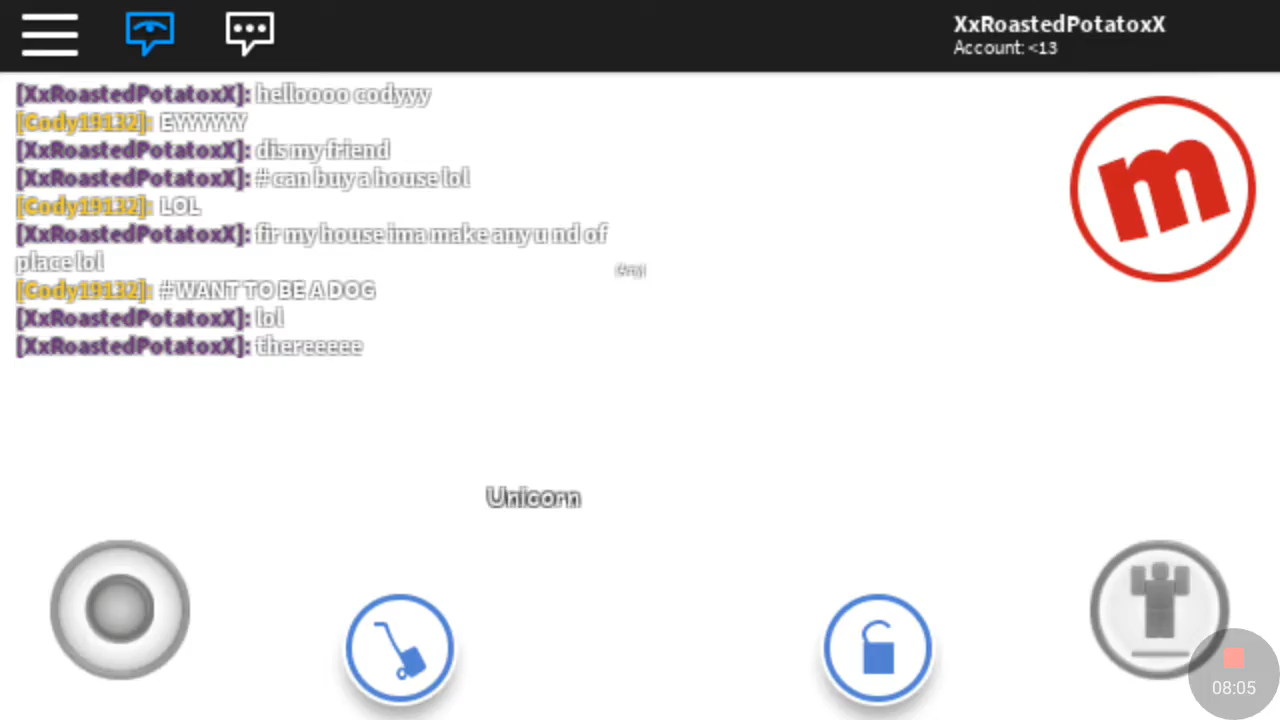 XxRoastedPotatoxX
Account: <13
[XxRoastedPotatoxX]: helloooo codyyy
[Cody19132]: EYYYYYY
[XxRoastedPotatoxX]: dis my friend
[XxRoastedPotatoxX]: # can buy a house lol
[Cody19132]: LOL
[XxRoastedPotatoxX]: fir my house ima make any u nd of
place lol
[Cody19132]: # WANT TO BE A DOG
[XxRoastedPotatoxX]: lol
[XxRoastedPotatoxX]: thereeeee
m
Unicorn
08:05